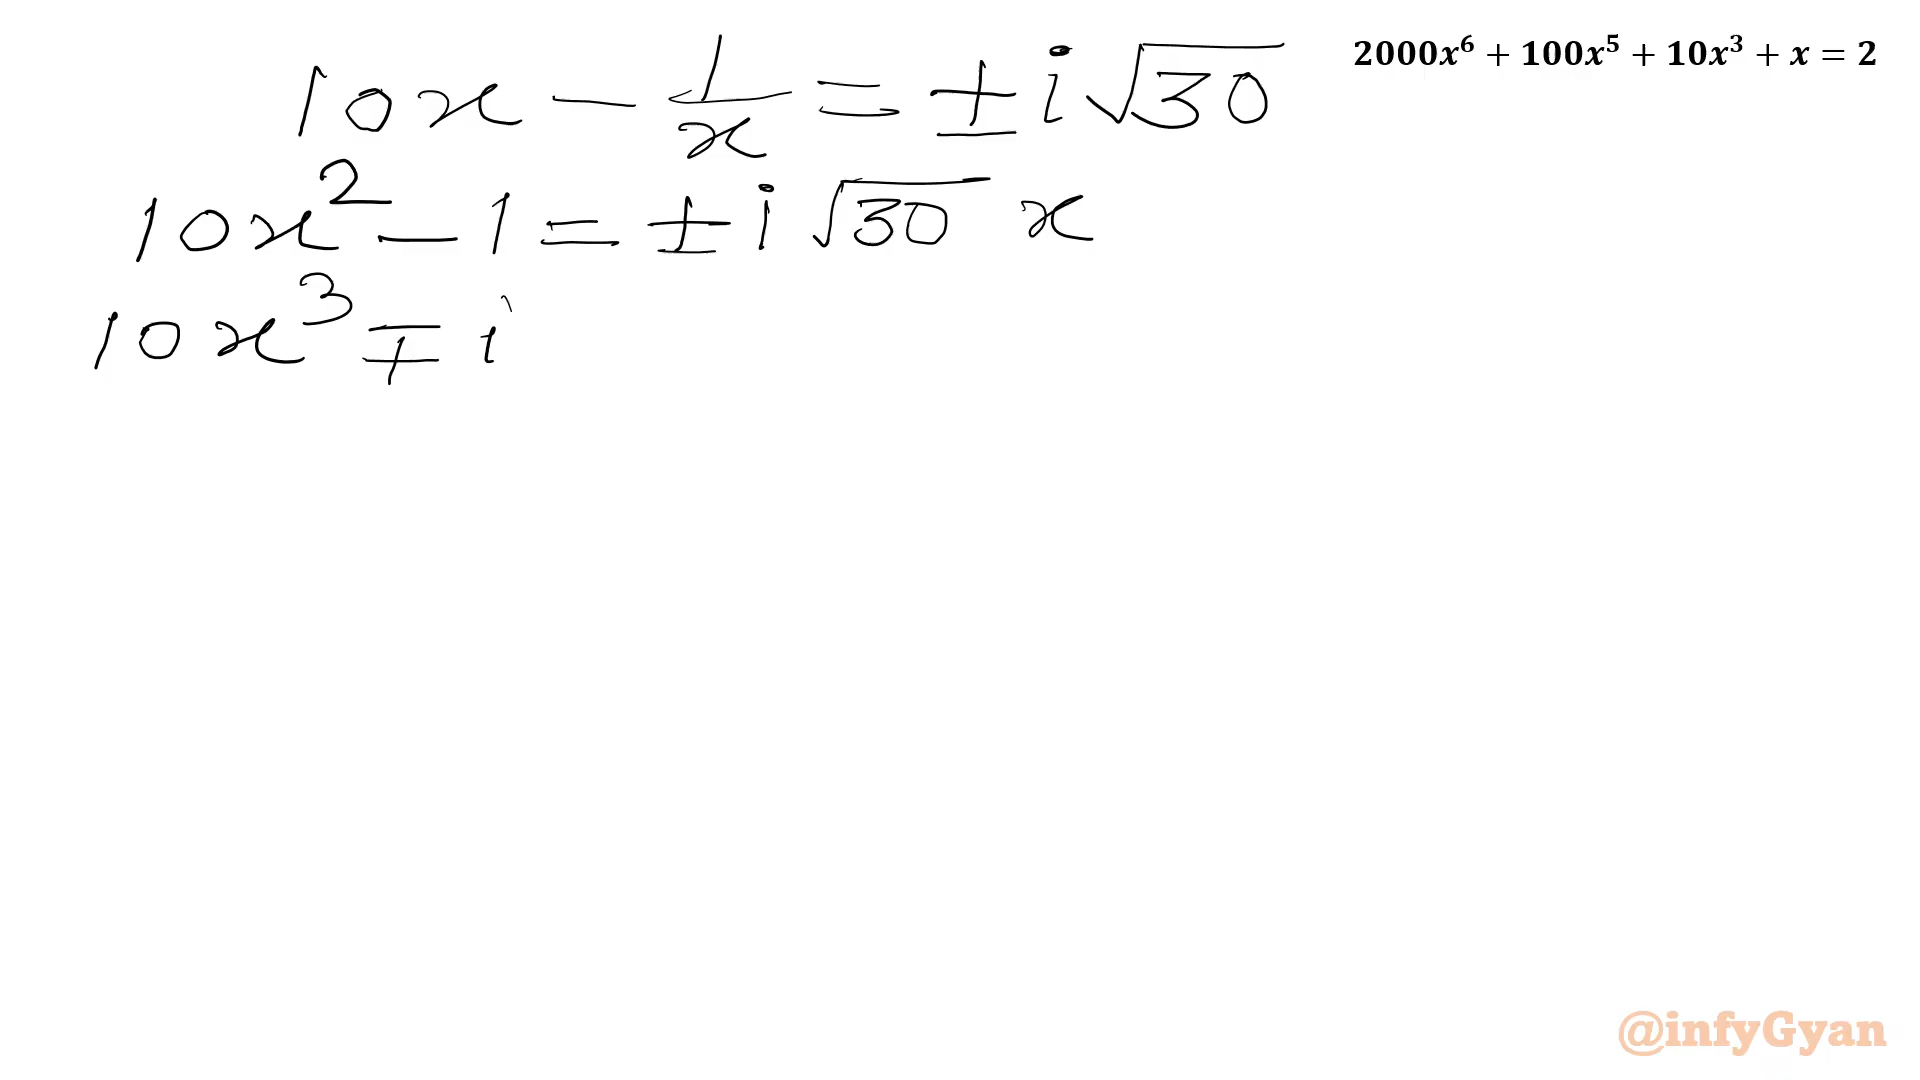 10x - 1/x = ± i√30
2000x⁶ + 100x⁵ + 10x³ + x = 2
10x² - 1 = ± i √30 x
10x³ ∓ i
@infyGyan